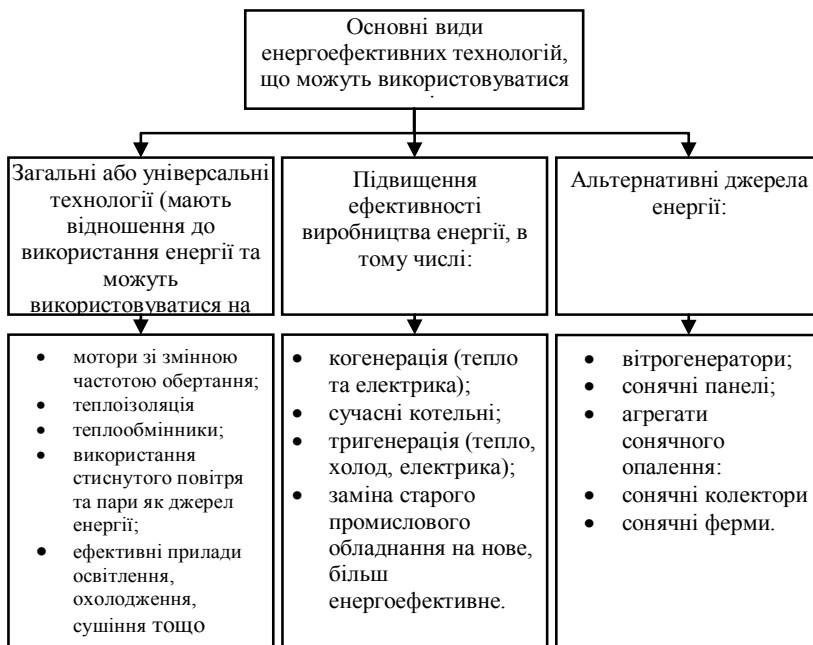 Основні види
енергоефективних технологій,
що можуть використовуватися
Загальні або універсальні
технології (мають
відношення до
використання енергії та
можуть
використовуватися на
Підвищення
ефективності
виробництва енергії, в
тому числі:
Альтернативні джерела
енергії:
• мотори зі змінною
частотою обертання;
• теплоізоляція
• теплообмінники;
• використання
стиснутого повітря
та пари як джерел
енергії;
• ефективні прилади
освітлення,
охолодження,
сушіння тощо
• когенерація (тепло
та електрика);
• сучасні котельні;
• тригенерація (тепло,
холод, електрика);
• заміна старого
промислового
обладнання на нове,
більш
енергоефективне.
• вітрогенератори;
• сонячні панелі;
• агрегати
сонячного
опалення:
• сонячні колектори
• сонячні ферми.